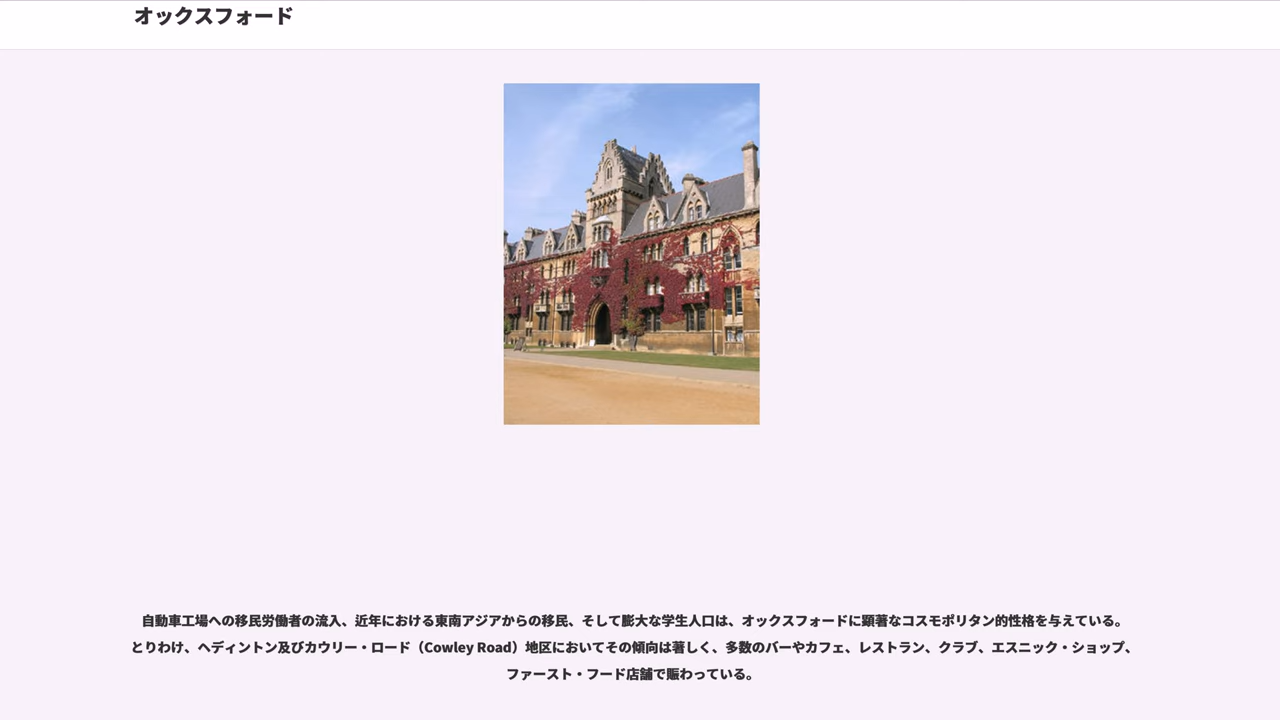 オックスフォード
自動車工場への移民労働者の流入、近年における東南アジアからの移民、そして膨大な学生人口は、オックスフォードに顕著なコスモポリタン的性格を与えている。
とりわけ、ヘディントン及びカウリー・ロード（Cowley Road）地区においてその傾向は著しく、多数のバーやカフェ、レストラン、クラブ、エスニック・ショップ、
ファースト・フード店舗で賑わっている。